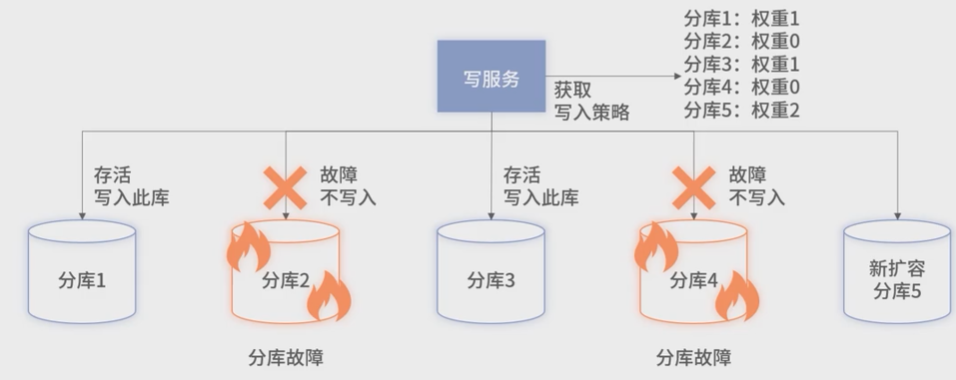 分库1：权重1
分库2：权重0
分库3：权重1
分库4：权重0
分库5：权重2
写服务
获取
写入策略
存活
写入此库
故障
不写入
存活
写入此库
故障
不写入
分库1
分库2
分库3
分库4
新扩容
分库5
分库故障
分库故障